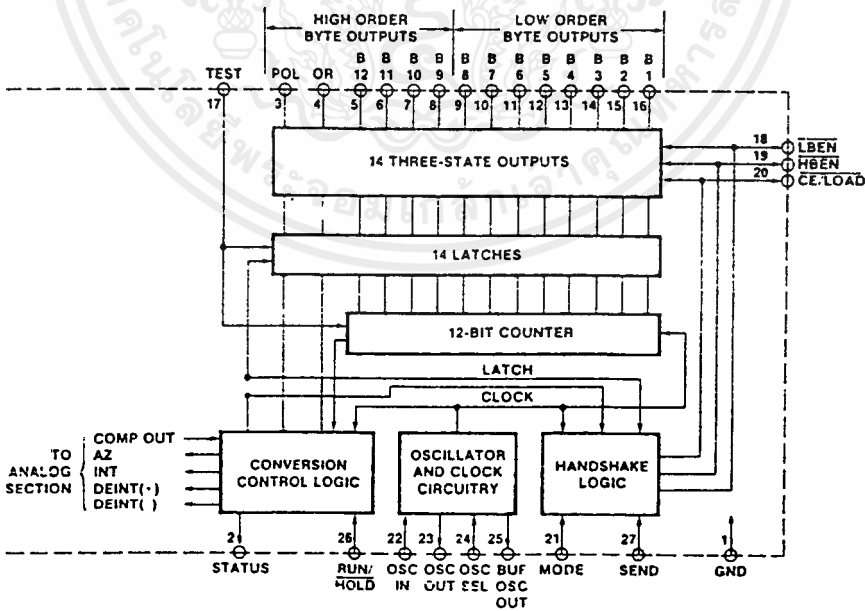 HIGH ORDER
BYTE OUTPUTS
LOW ORDER
BYTE OUTPUTS
TEST POL OR B 12 B 11 B 10 B 9 B 8 B 7 B 6 B 5 B 4 B 3 B 2 B 1
17 3 4 5 6 7 8 9 10 11 12 13 14 15 16
14 THREE-STATE OUTPUTS
18 LBEN
19 HBEN
20 CE/LOAD
14 LATCHES
12-BIT COUNTER
LATCH
CLOCK
TO
ANALOG
SECTION
COMP OUT
AZ
INT
DEINT(+)
DEINT( )
CONVERSION
CONTROL LOGIC
OSCILLATOR
AND CLOCK
CIRCUITRY
HANDSHAKE
LOGIC
2 26 22 23 24 25 21 27 1
STATUS
RUN/
HOLD
OSC
IN
OSC
OUT
OSC
SEL
BUF
OSC
OUT
MODE
SEND
GND